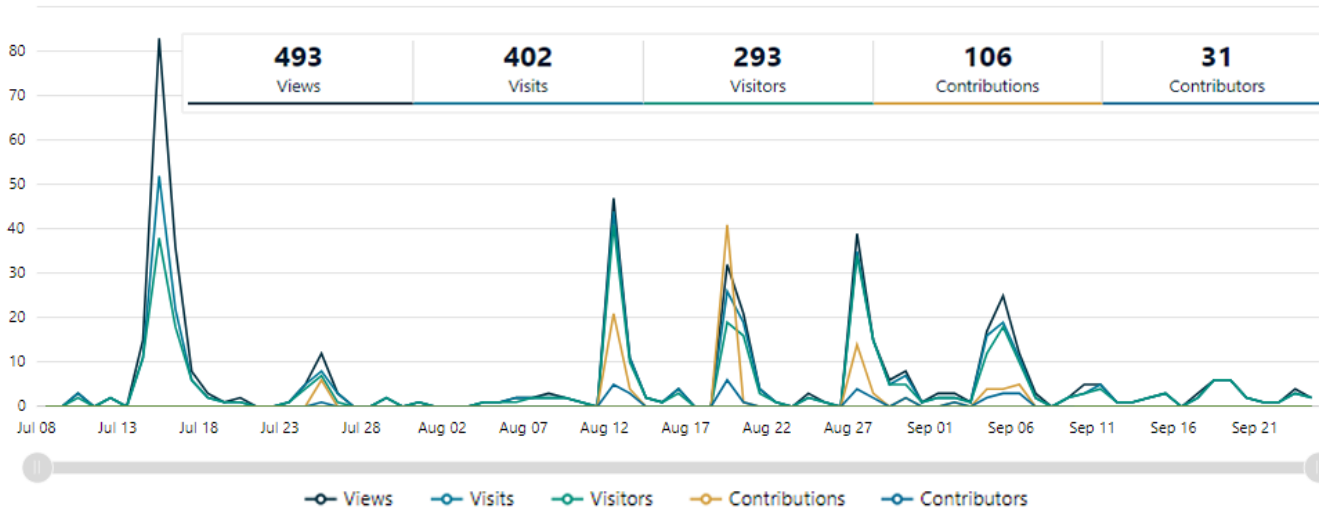 493 402 293 106 31
Views Visits Visitors Contributions Contributors
80
70
60
50
40
30
20
10
0
Jul 08 Jul 13 Jul 18 Jul 23 Jul 28 Aug 02 Aug 07 Aug 12 Aug 17 Aug 22 Aug 27 Sep 01 Sep 06 Sep 11 Sep 16 Sep 21
Views Visits Visitors Contributions Contributors